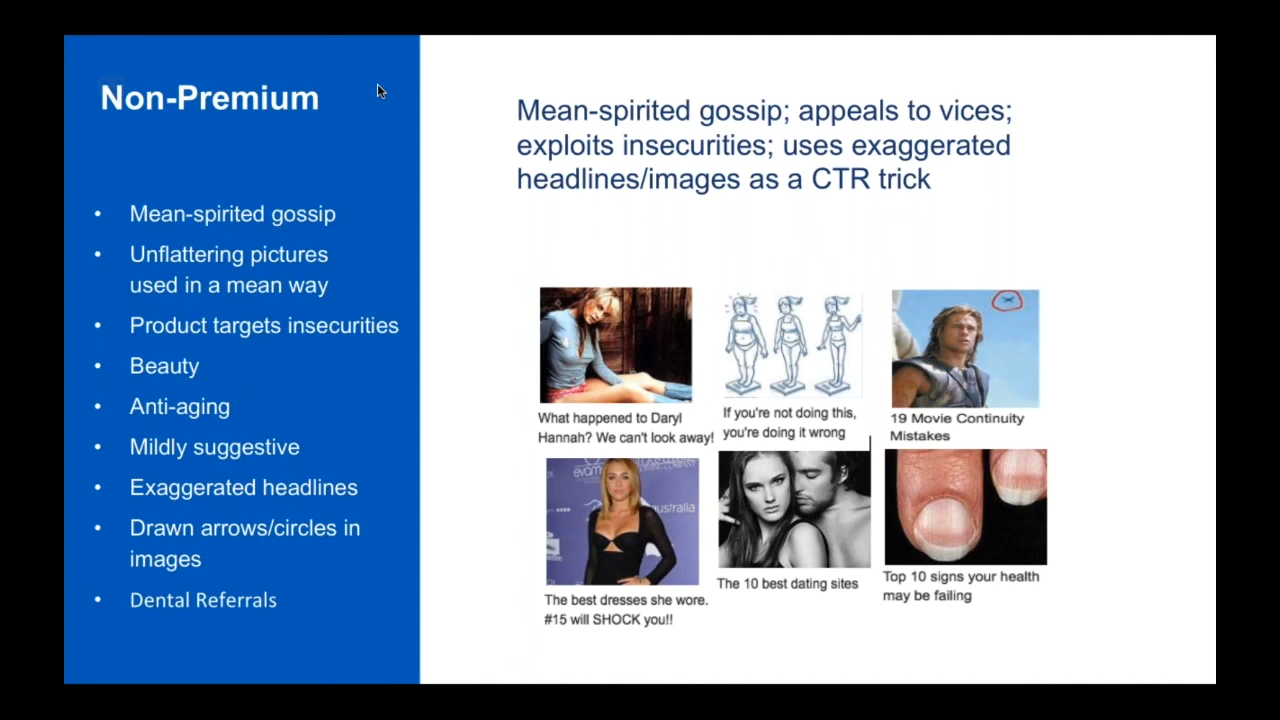 Non-Premium
• Mean-spirited gossip
• Unflattering pictures
used in a mean way
• Product targets insecurities
• Beauty
• Anti-aging
• Mildly suggestive
• Exaggerated headlines
• Drawn arrows/circles in
images
• Dental Referrals
Mean-spirited gossip; appeals to vices;
exploits insecurities; uses exaggerated
headlines/images as a CTR trick
What happened to Daryl
Hannah? We can't look away!
If you're not doing this,
you're doing it wrong
19 Movie Continuity
Mistakes
australia
The best dresses she wore.
#15 will SHOCK you!!
The 10 best dating sites
Top 10 signs your health
may be failing